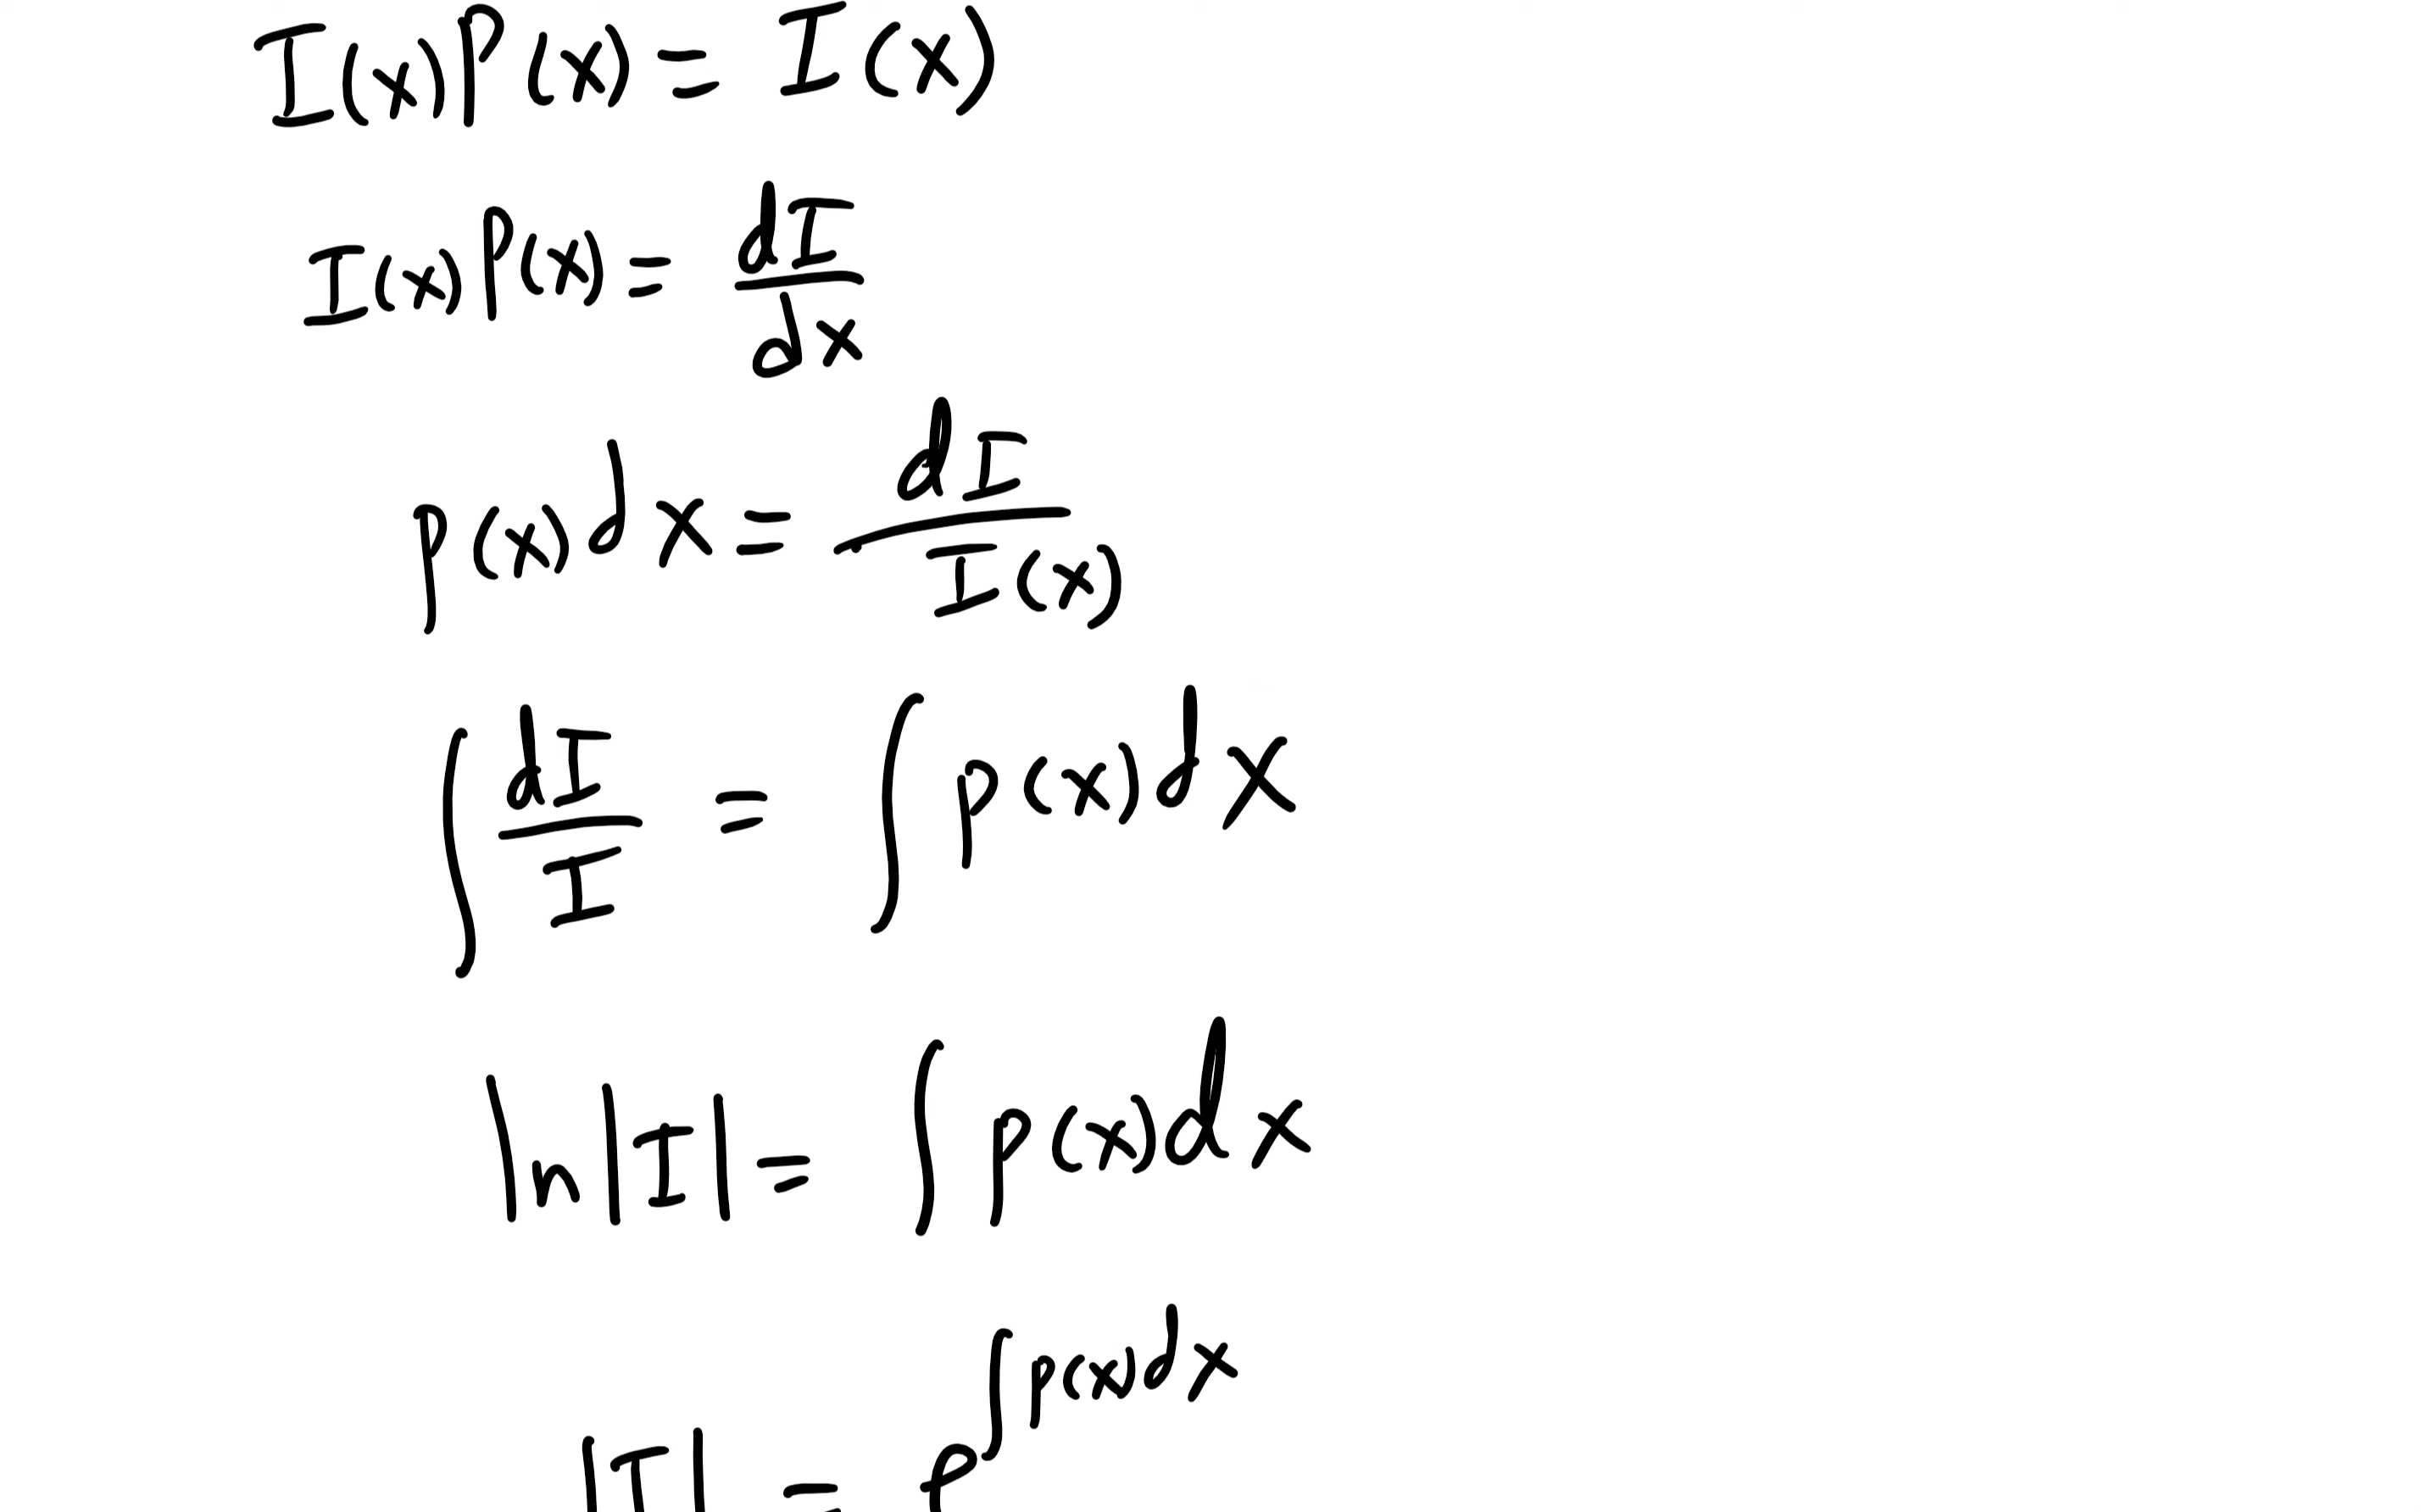 I(x)P(x) = I(x)
I(x)P(x) = dI/dx
p(x)dx = dI/I(x)
∫ dI/I = ∫ p(x)dx
ln|I| = ∫ p(x)dx
|I| = e^∫p(x)dx